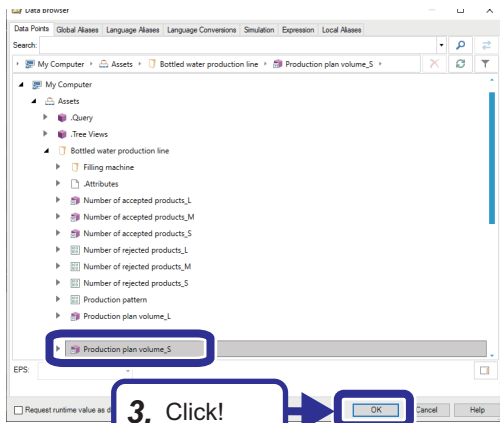 Data Browser
Data Points Global Aliases Language Aliases Language Conversions Simulation Expression Local Aliases
Search:
My Computer Assets Bottled water production line Production plan volume_S
My Computer
Assets
.Query
.Tree Views
Bottled water production line
Filling machine
.Attributes
Number of accepted products_L
Number of accepted products_M
Number of accepted products_S
Number of rejected products_L
Number of rejected products_M
Number of rejected products_S
Production pattern
Production plan volume_L
Production plan volume_S
EPS:
Request runtime value as
3, Click!
OK Cancel Help